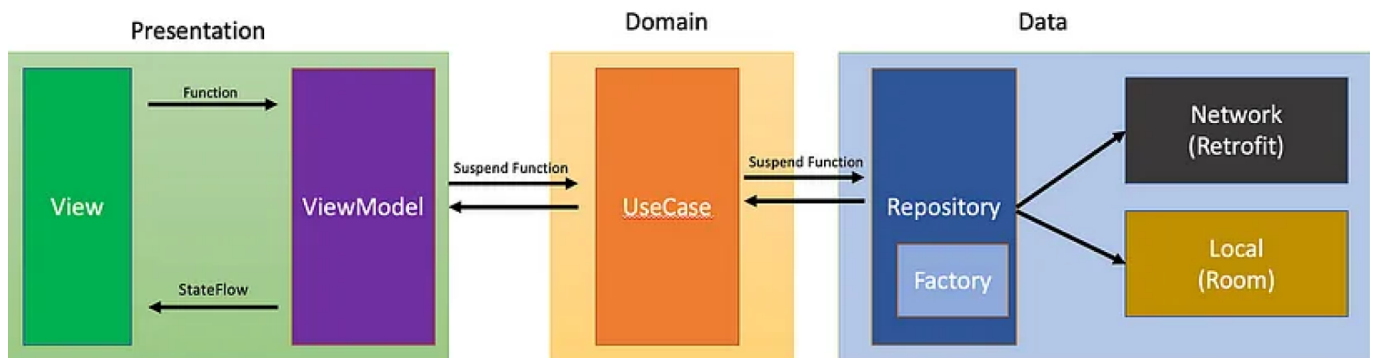 Presentation
Domain
Data
Function
View
StateFlow
ViewModel
Suspend Function
UseCase
Suspend Function
Repository
Factory
Network
(Retrofit)
Local
(Room)